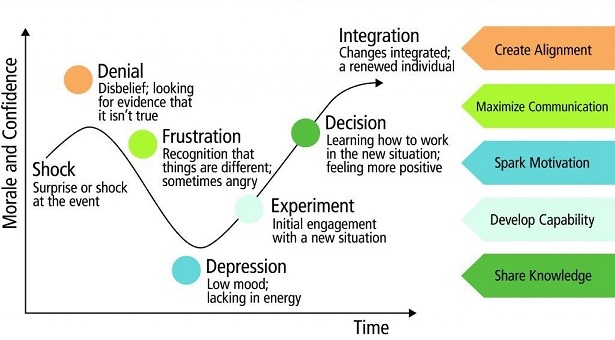 Morale and Confidence
Shock
Surprise or shock
at the event
Denial
Disbelief; looking
for evidence that
it isn't true
Frustration
Recognition that
things are different;
sometimes angry
Depression
Low mood;
lacking in energy
Experiment
Initial engagement
with a new situation
Decision
Learning how to work
in the new situation;
feeling more positive
Integration
Changes integrated;
a renewed individual
Time
Create Alignment
Maximize Communication
Spark Motivation
Develop Capability
Share Knowledge